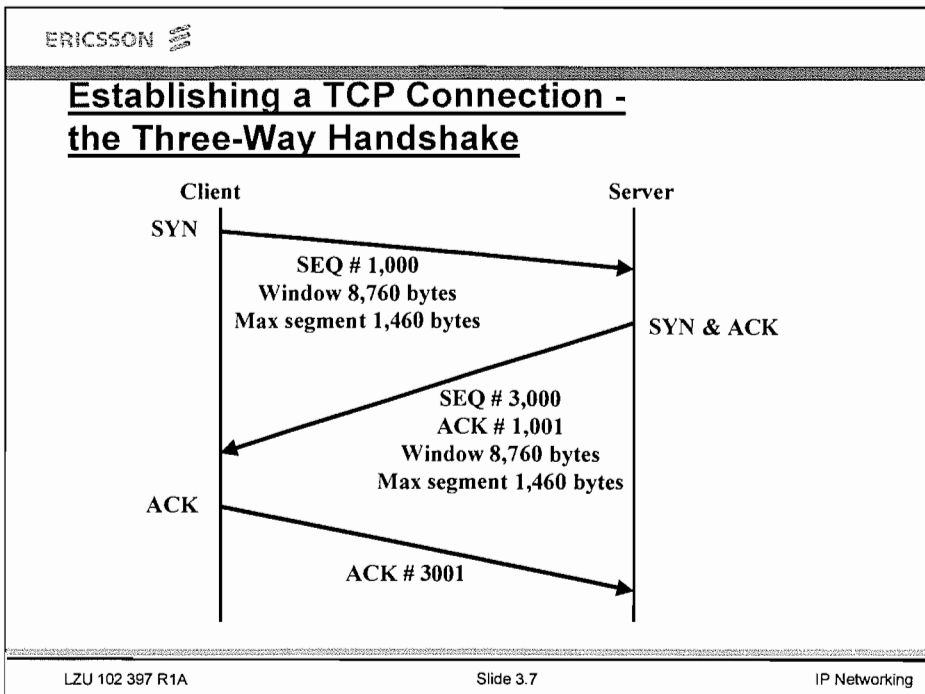 ERICSSON
Establishing a TCP Connection -
the Three-Way Handshake
Client
Server
SYN
SEQ # 1,000
Window 8,760 bytes
Max segment 1,460 bytes
SYN & ACK
SEQ # 3,000
ACK # 1,001
Window 8,760 bytes
Max segment 1,460 bytes
ACK
ACK # 3001
LZU 102 397 R1A
Slide 3.7
IP Networking